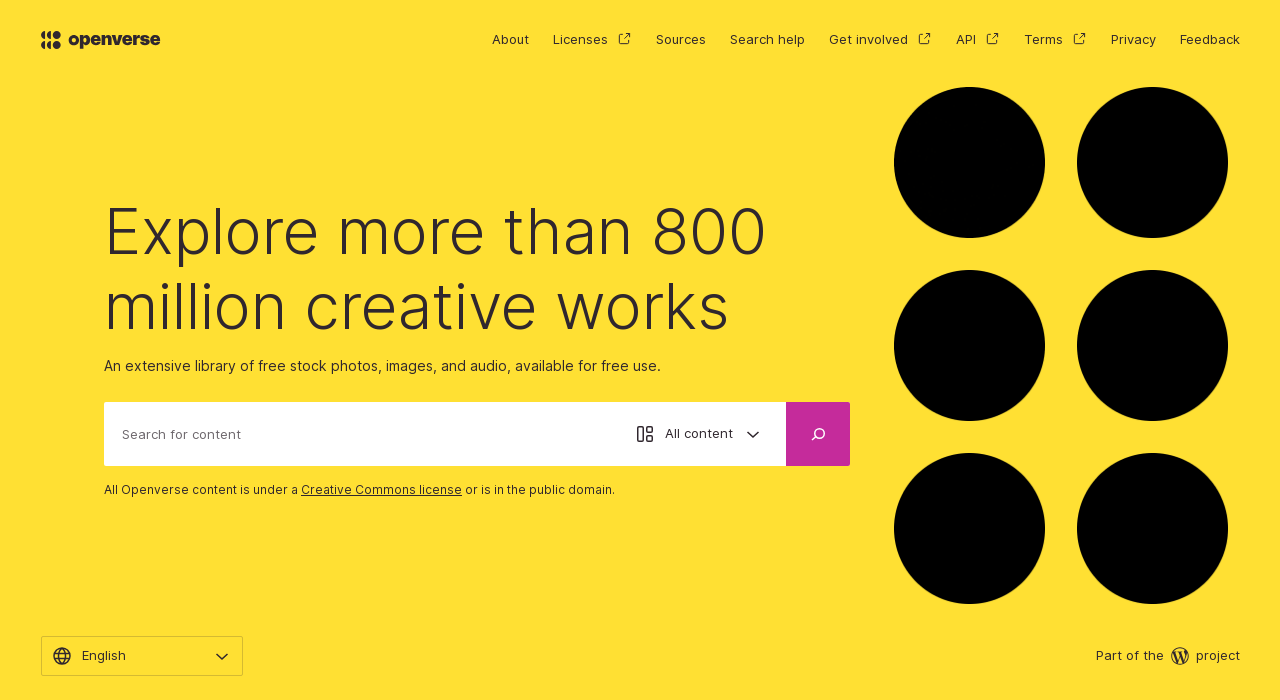 openverse
About Licenses Sources Search help Get involved API Terms Privacy Feedback
Explore more than 800
million creative works
An extensive library of free stock photos, images, and audio, available for free use.
Search for content All content
All Openverse content is under a Creative Commons license or is in the public domain.
English Part of the project